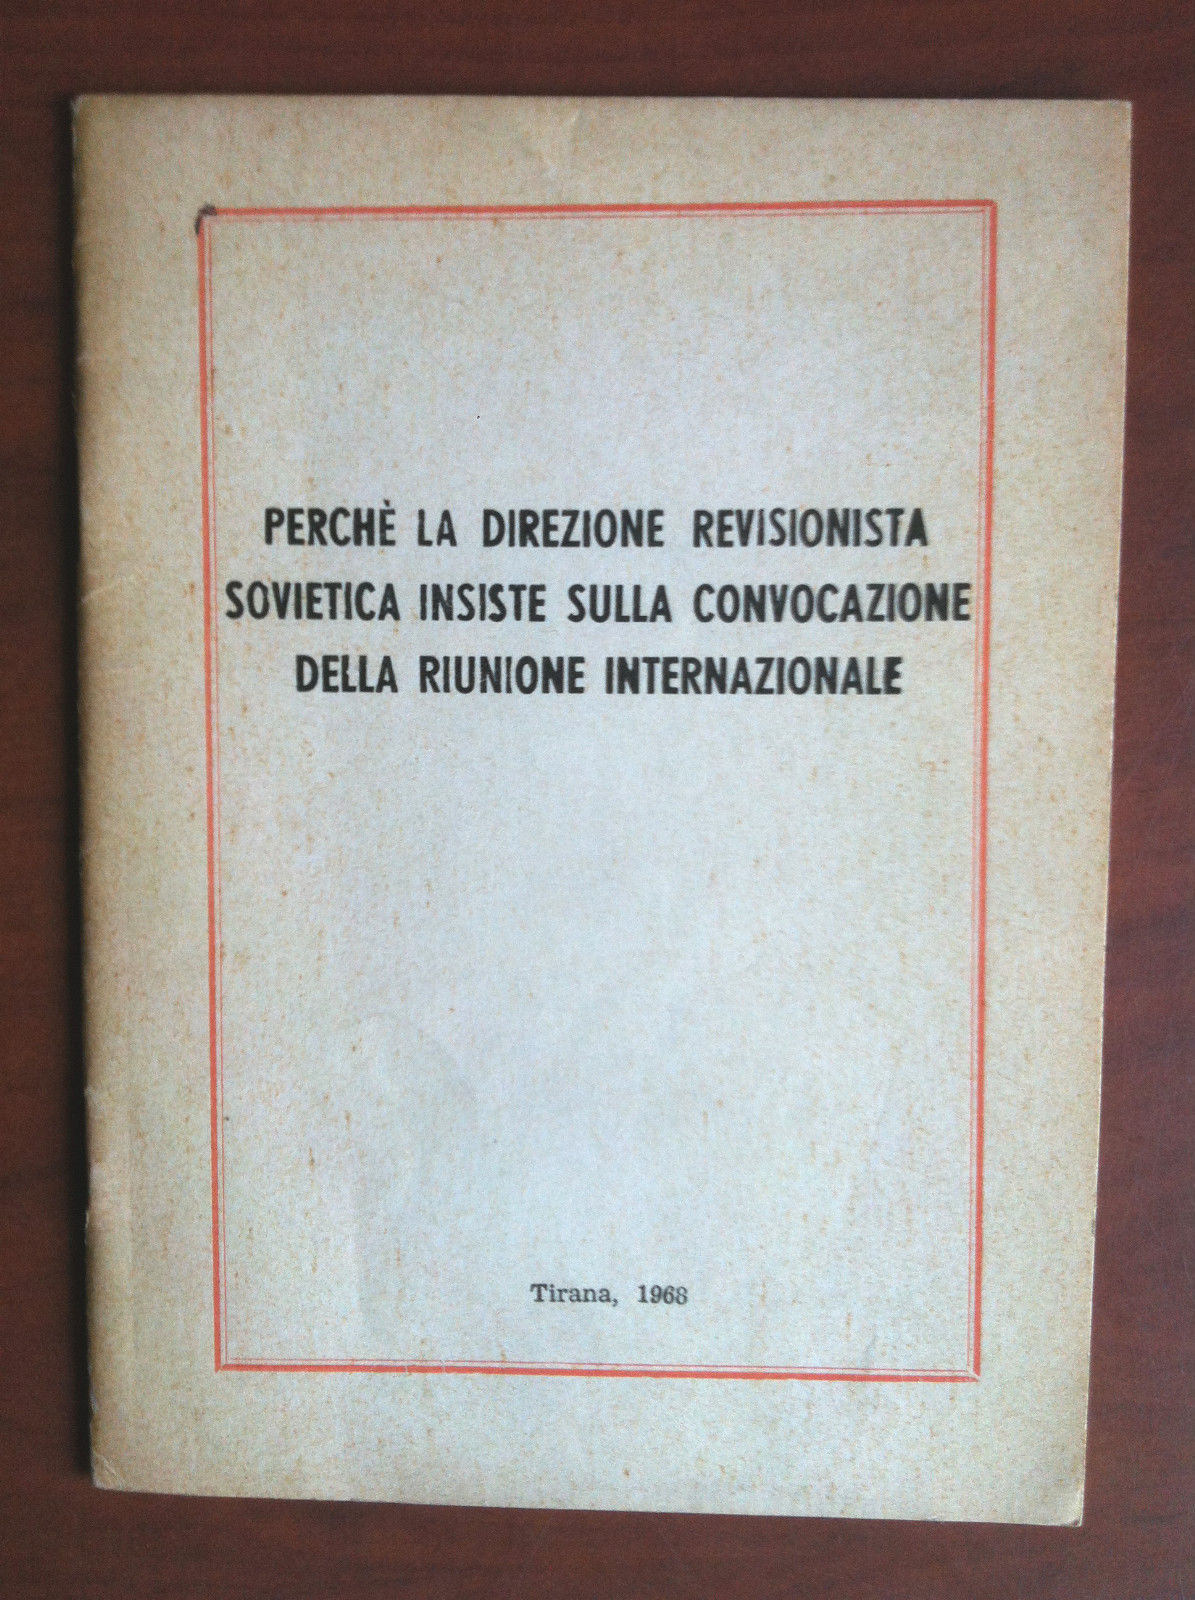 PERCHÈ LA DIREZIONE REVISIONISTA
SOVIETICA INSISTE SULLA CONVOCAZIONE
DELLA RIUNIONE INTERNAZIONALE
Tirana, 1968